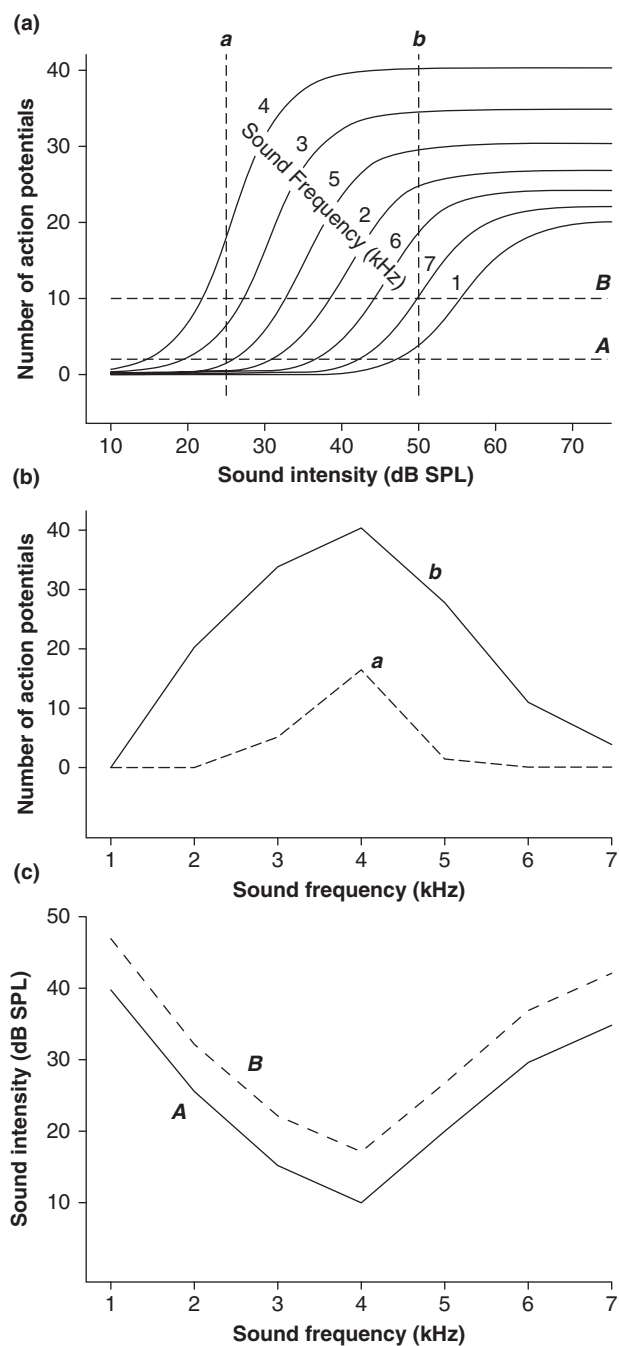 (a)
a b
40
30
20
10
0
Number of action potentials
4
3
5
2
6
7
1
Sound Frequency (kHz)
B
A
10 20 30 40 50 60 70
Sound intensity (dB SPL)
(b)
40
30
20
10
0
Number of action potentials
b
a
1 2 3 4 5 6 7
Sound frequency (kHz)
(c)
50
40
30
20
10
Sound intensity (dB SPL)
B
A
1 2 3 4 5 6 7
Sound frequency (kHz)